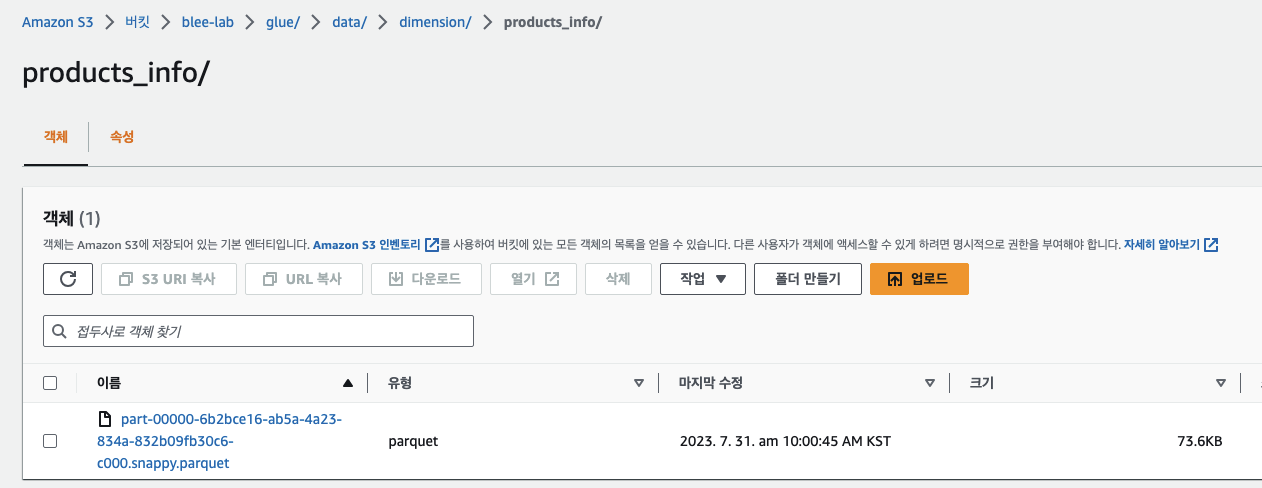 Amazon S3 > 버킷 > blee-lab > glue/ > data/ > dimension/ > products_info/
products_info/
객체 속성
객체 (1)
객체는 Amazon S3에 저장되어 있는 기본 엔터티입니다. Amazon S3 인벤토리를 사용하여 버킷에 있는 모든 객체의 목록을 얻을 수 있습니다. 다른 사용자가 객체에 액세스할 수 있게 하려면 명시적으로 권한을 부여해야 합니다. 자세히 알아보기
S3 URI 복사 URL 복사 다운로드 열기 삭제 작업 폴더 만들기 업로드
접두사로 객체 찾기
이름 유형 마지막 수정 크기
part-00000-6b2bce16-ab5a-4a23-
834a-832b09fb30c6- parquet 2023. 7. 31. am 10:00:45 AM KST 73.6KB
c000.snappy.parquet